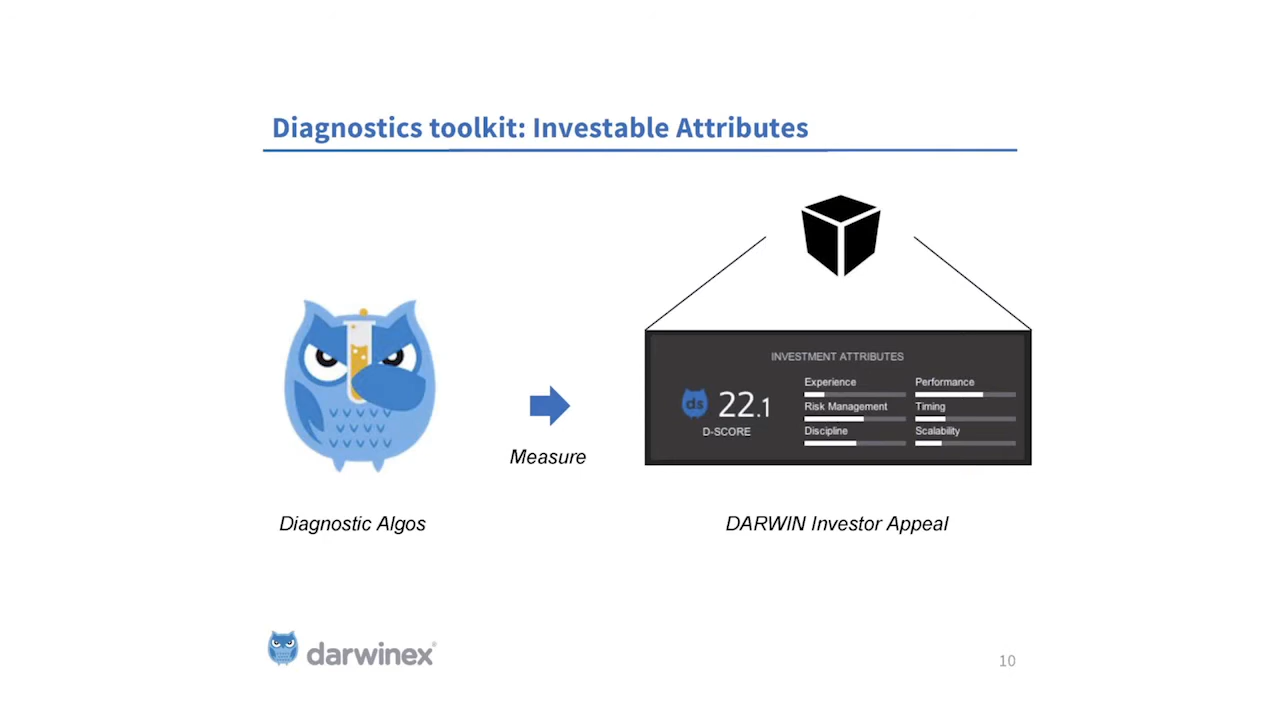 Diagnostics toolkit: Investable Attributes
INVESTMENT ATTRIBUTES
Experience
Performance
ds
22.1
Risk Management
Timing
D-SCORE
Discipline
Scalability
Measure
Diagnostic Algos
DARWIN Investor Appeal
darwinex®
10